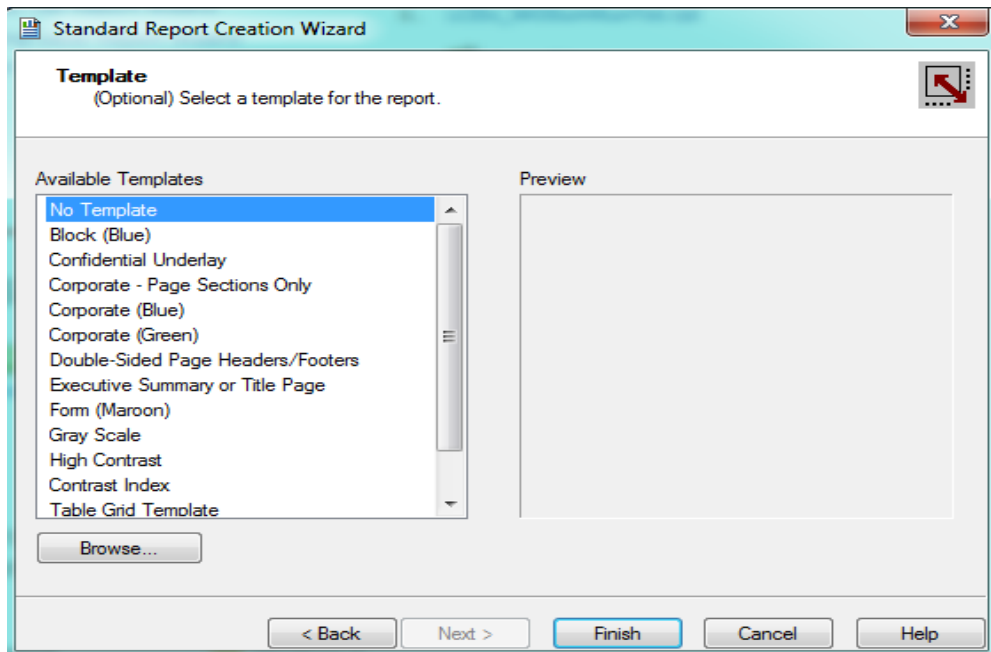 Standard Report Creation Wizard
Template
(Optional) Select a template for the report.
Available Templates
Preview
No Template
Block (Blue)
Confidential Underlay
Corporate - Page Sections Only
Corporate (Blue)
Corporate (Green)
Double-Sided Page Headers/Footers
Executive Summary or Title Page
Form (Maroon)
Gray Scale
High Contrast
Contrast Index
Table Grid Template
Browse...
< Back
Next >
Finish
Cancel
Help